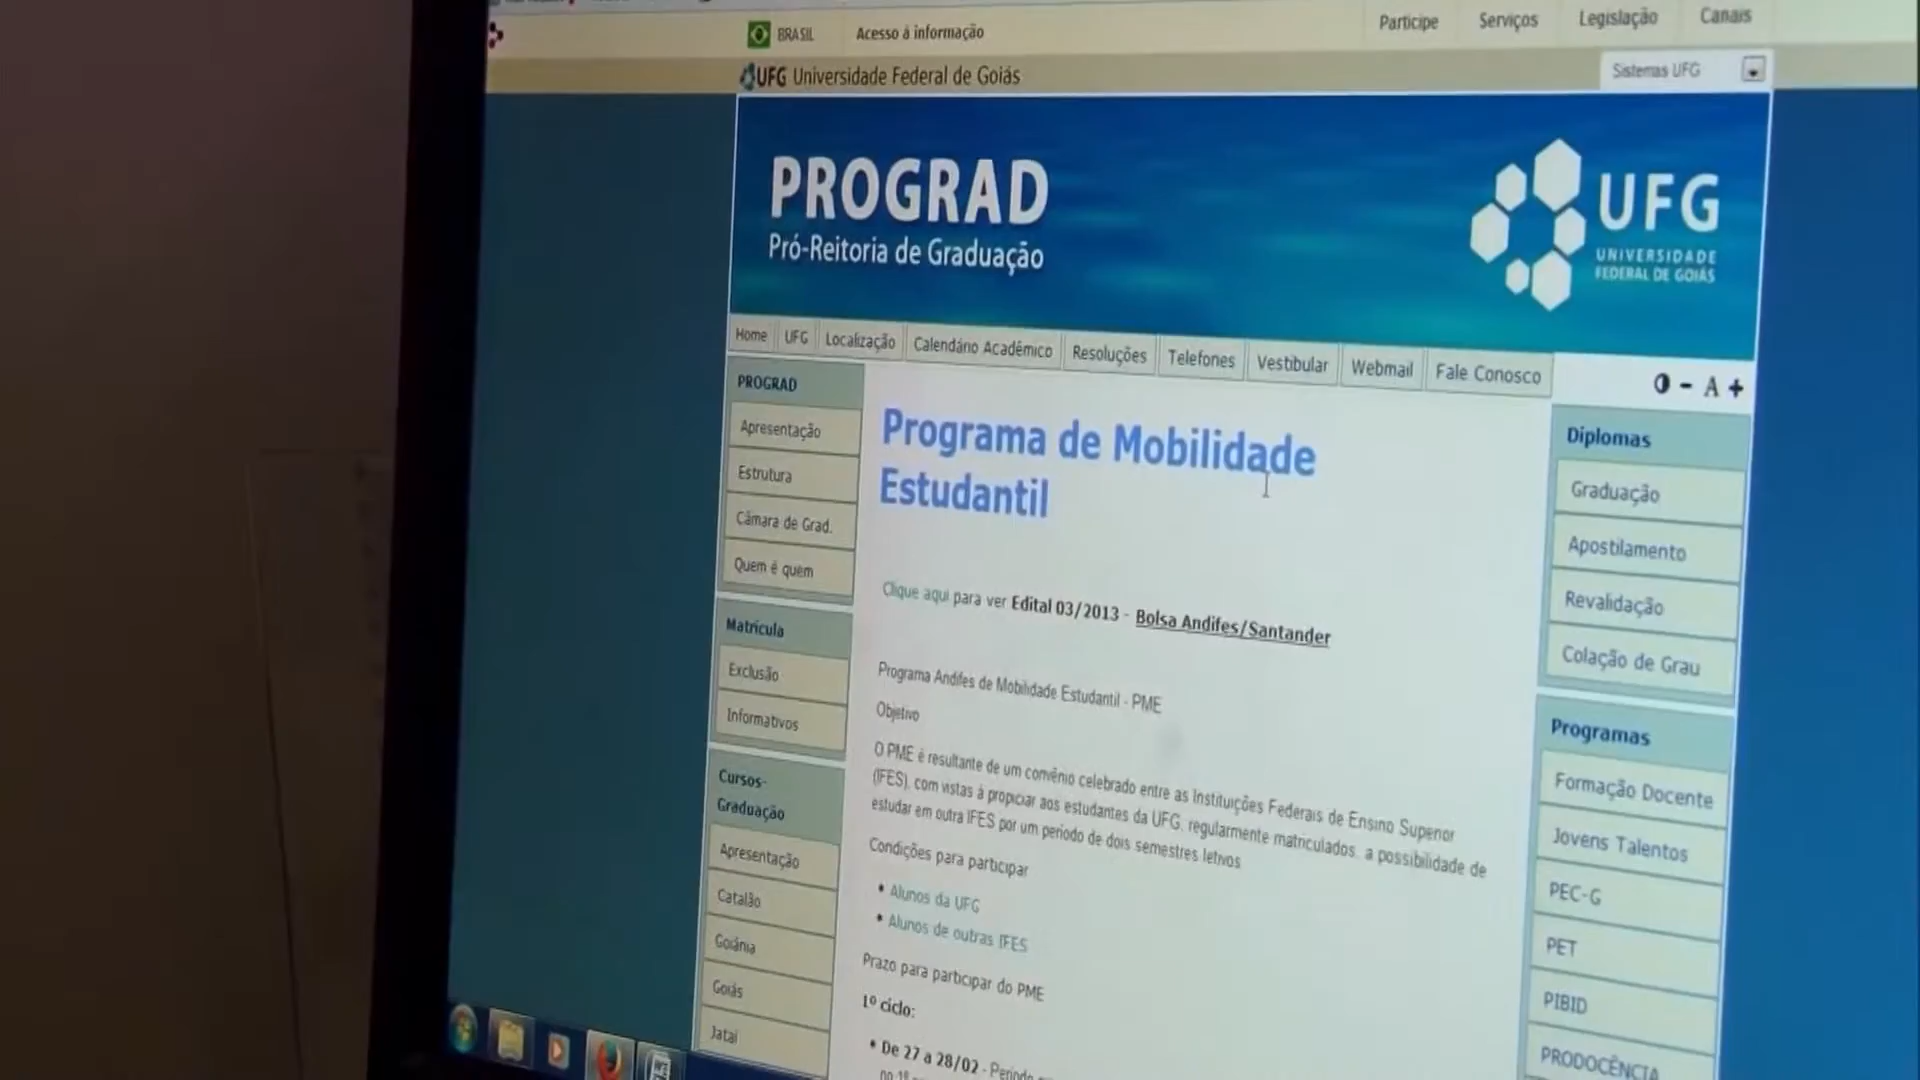 BRASIL
Acesso à informação
Participe
Serviços
Legislação
Canais
UFG Universidade Federal de Goiás
Sistemas UFG
PROGRAD
Pró-Reitoria de Graduação
UFG
UNIVERSIDADE
FEDERAL DE GOIÁS
Home
UFG
Localização
Calendário Acadêmico
Resoluções
Telefones
Vestibular
Webmail
Fale Conosco
- A +
PROGRAD
Apresentação
Estrutura
Câmara de Grad.
Quem é quem
Matrícula
Exclusão
Informativos
Cursos-
Graduação
Apresentação
Catalão
Goiânia
Goiás
Jataí
Programa de Mobilidade
Estudantil
Clique aqui para ver Edital 03/2013 - Bolsa Andifes/Santander
Programa Andifes de Mobilidade Estudantil - PME
Objetivo
O PME é resultante de um convênio celebrado entre as Instituições Federais de Ensino Superior
(IFES), com vistas à propiciar aos estudantes da UFG, regularmente matriculados, a possibilidade de
estudar em outra IFES por um período de dois semestres letivos
Condições para participar
• Alunos da UFG
• Alunos de outras IFES
Prazo para participar do PME
1º ciclo:
• De 27 a 28/02 -
Diplomas
Graduação
Apostilamento
Revalidação
Colação de Grau
Programas
Formação Docente
Jovens Talentos
PEC-G
PET
PIBID
PRODOCÊNCIA